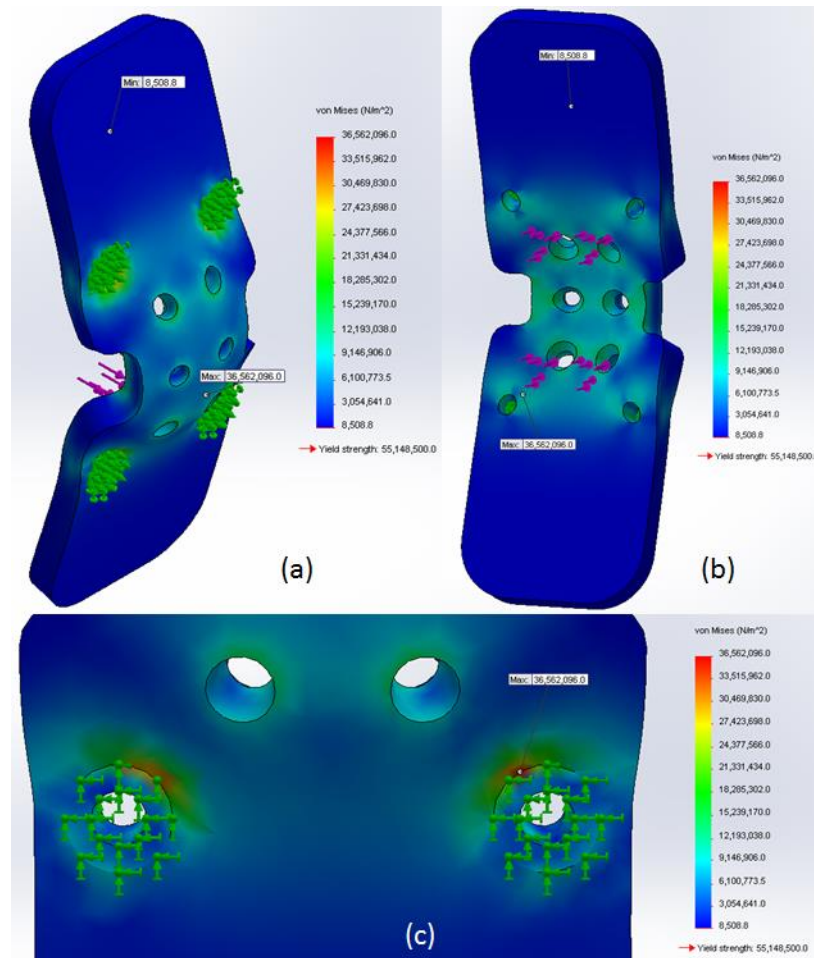 Min: 8,508.8
von Mises (N/m^2)
36,562,096.0
33,515,962.0
30,469,830.0
27,423,698.0
24,377,566.0
21,331,434.0
18,285,302.0
15,239,170.0
12,193,038.0
9,146,906.0
6,100,773.5
3,054,641.0
8,508.8
Yield strength: 55,148,500.0
Max: 36,562,096.0
(a)
Min: 8,508.8
von Mises (N/m^2)
36,562,096.0
33,515,962.0
30,469,830.0
27,423,698.0
24,377,566.0
21,331,434.0
18,285,302.0
15,239,170.0
12,193,038.0
9,146,906.0
6,100,773.5
3,054,641.0
8,508.8
Yield strength: 55,148,500.0
Max: 36,562,096.0
(b)
von Mises (N/m^2)
36,562,096.0
33,515,962.0
30,469,830.0
27,423,698.0
24,377,566.0
21,331,434.0
18,285,302.0
15,239,170.0
12,193,038.0
9,146,906.0
6,100,773.5
3,054,641.0
8,508.8
Yield strength: 55,148,500.0
Max: 36,562,096.0
(c)